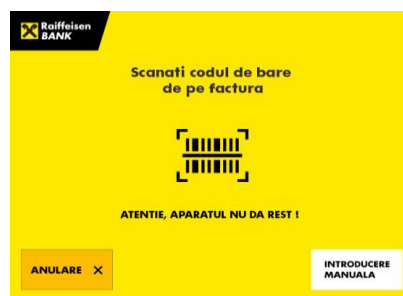 Raiffeisen
BANK
Scanati codul de bare
de pe factura
ATENTIE, APARATUL NU DA REST !
ANULARE X
INTRODUCERE
MANUALA